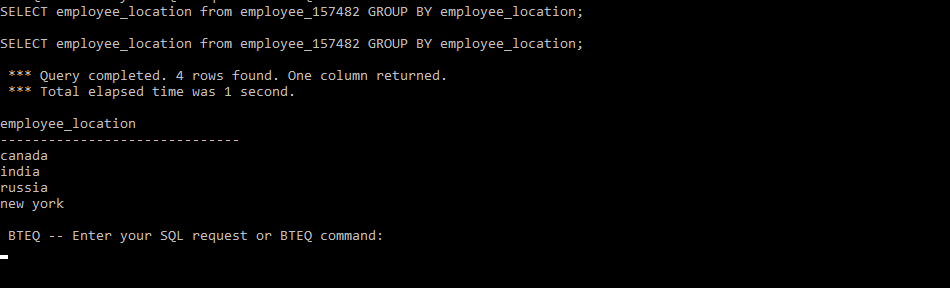 SELECT employee_location from employee_157482 GROUP BY employee_location;
SELECT employee_location from employee_157482 GROUP BY employee_location;
*** Query completed. 4 rows found. One column returned.
*** Total elapsed time was 1 second.
employee_location
------------------------------
canada
india
russia
new york
BTEQ -- Enter your SQL request or BTEQ command: